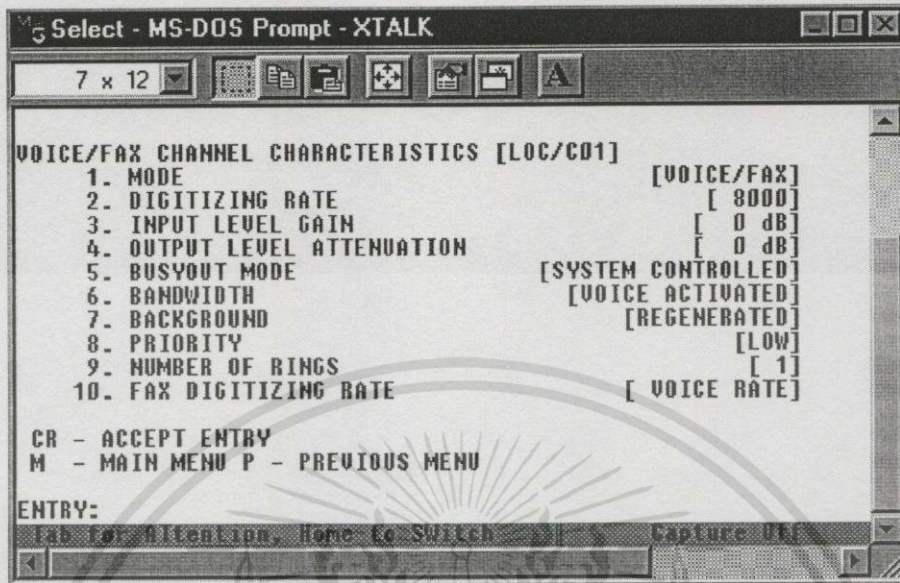 Select - MS-DOS Prompt - XTALK
7 x 12
A
VOICE/FAX CHANNEL CHARACTERISTICS [LOC/C01]
1. MODE [VOICE/FAX]
2. DIGITIZING RATE [ 8000]
3. INPUT LEVEL GAIN [ 0 dB]
4. OUTPUT LEVEL ATTENUATION [ 0 dB]
5. BUSYOUT MODE [SYSTEM CONTROLLED]
6. BANDWIDTH [VOICE ACTIVATED]
7. BACKGROUND [REGENERATED]
8. PRIORITY [LOW]
9. NUMBER OF RINGS [ 1]
10. FAX DIGITIZING RATE [ VOICE RATE]
CR - ACCEPT ENTRY
M - MAIN MENU P - PREVIOUS MENU
ENTRY:
Tab for Attention, Home to SWitch Capture Off